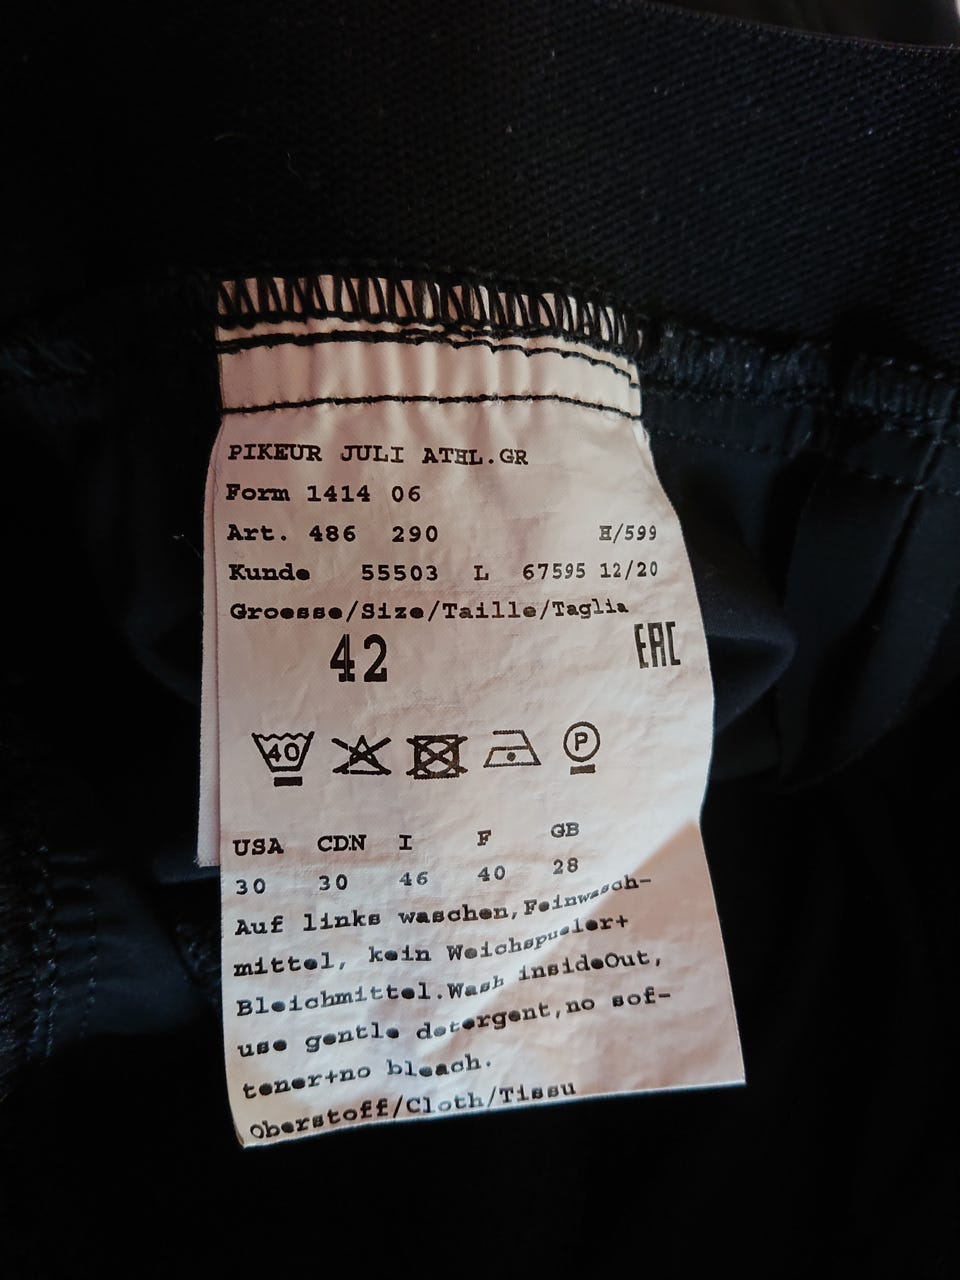 PIKEUR JULI ATHL.GR
Form 1414 06
Art. 486 290 H/599
Kunde 55503 L 67595 12/20
Groesse/Size/Taille/Taglia
42 EAC
40 P
USA CDN I F GB
30 30 46 40 28
Auf links waschen,Feinwasch-
mittel, kein Weichspueler+
Bleichmittel.Wash insideOut,
use gentle detergent,no sof-
tener+no bleach.
Oberstoff/Cloth/Tissu